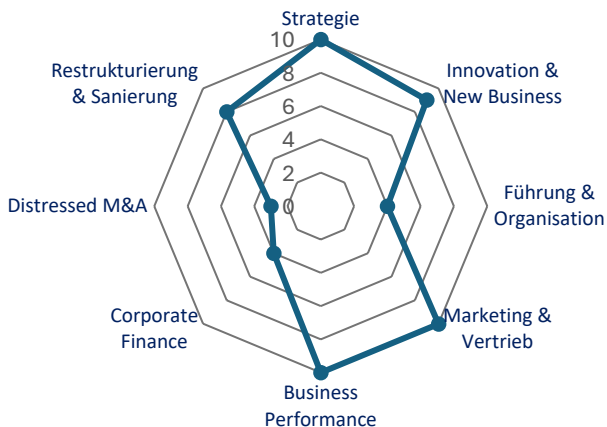 Strategie
Innovation &
New Business
Führung &
Organisation
Marketing &
Vertrieb
Business
Performance
Corporate
Finance
Distressed M&A
Restrukturierung
& Sanierung
10
8
6
4
2
0